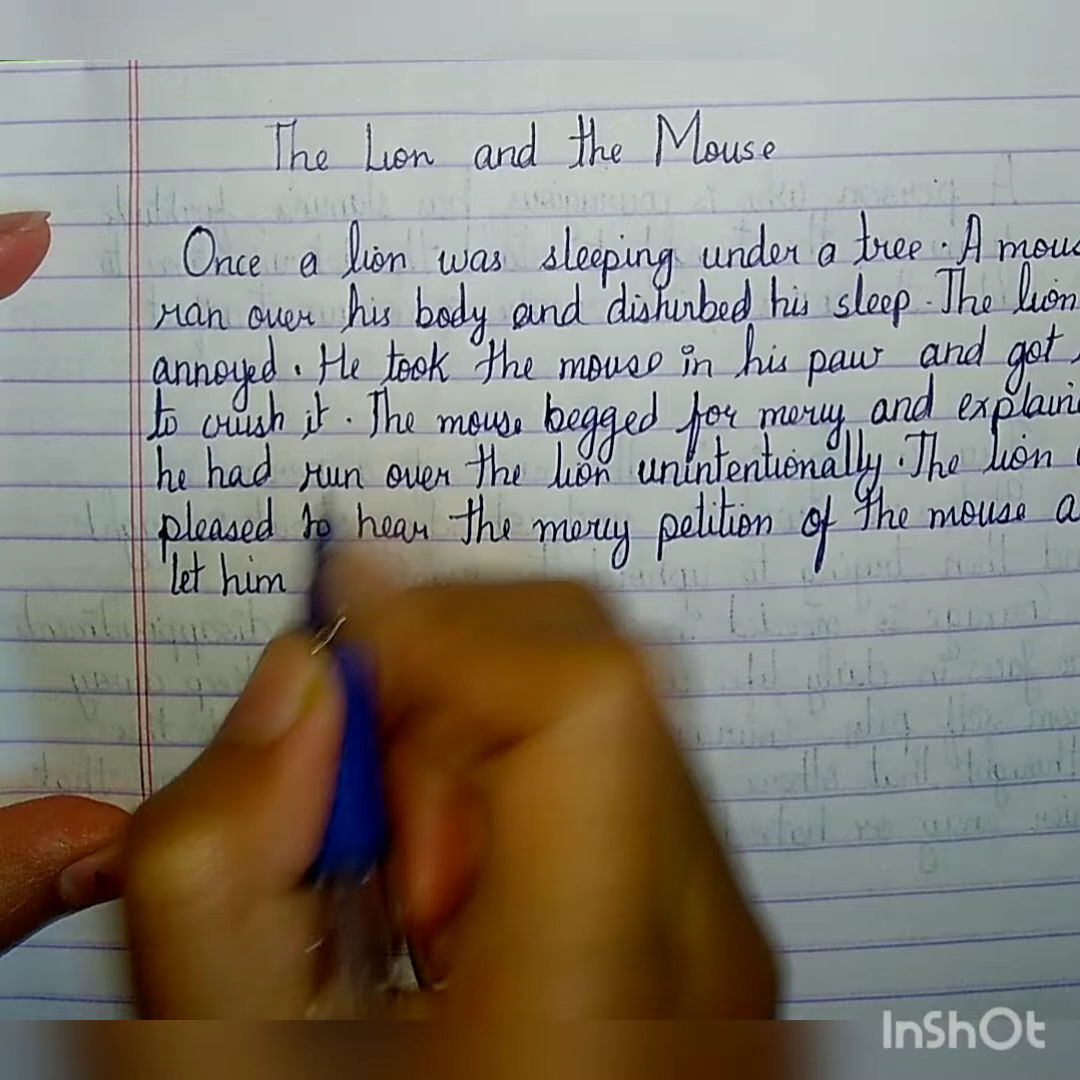 The Lion and the Mouse
Once a lion was sleeping under a tree. A mous
ran over his body and disturbed his sleep. The lion
annoyed. He took the mouse in his paw and got
to crush it. The mouse begged for mercy and explain
he had run over the lion unintentionally. The lion
pleased to hear the mercy petition of the mouse a
let him
InShOt